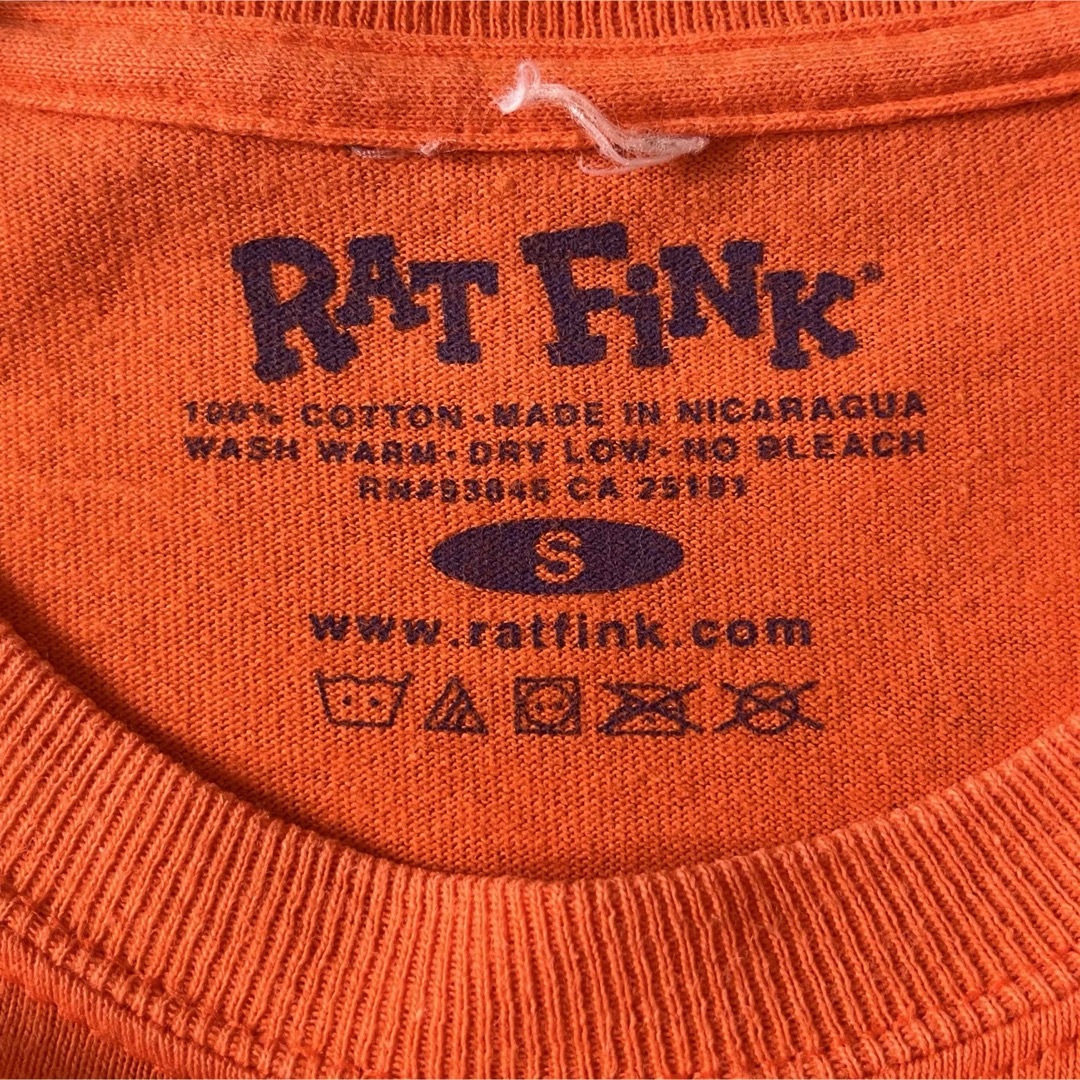 RAT FiNK®
100% COTTON • MADE IN NICARAGUA
WASH WARM • DRY LOW • NO BLEACH
RN#93846 CA 25191
S
www.ratfink.com